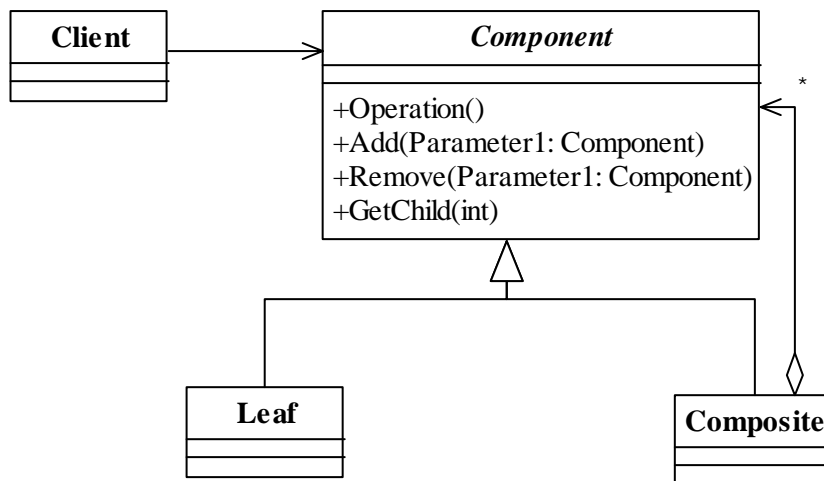 Client
Component
*
+Operation()
+Add(Parameter1: Component)
+Remove(Parameter1: Component)
+GetChild(int)
Leaf
Composite